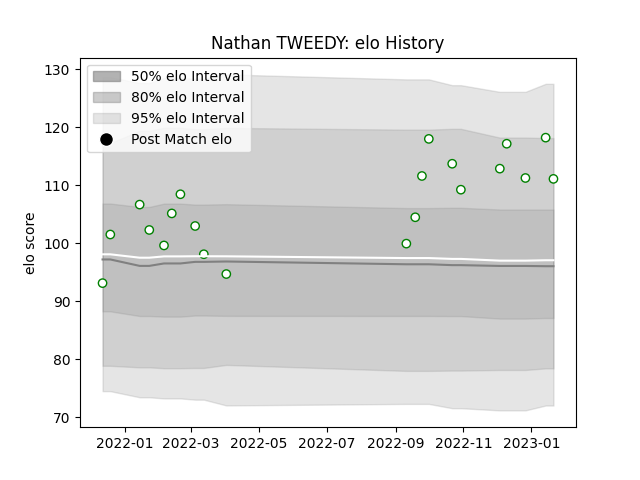 Nathan TWEEDY: elo History
50% elo Interval
80% elo Interval
95% elo Interval
Post Match elo
elo score
130
120
110
100
90
80
70
2022-01 2022-03 2022-05 2022-07 2022-09 2022-11 2023-01